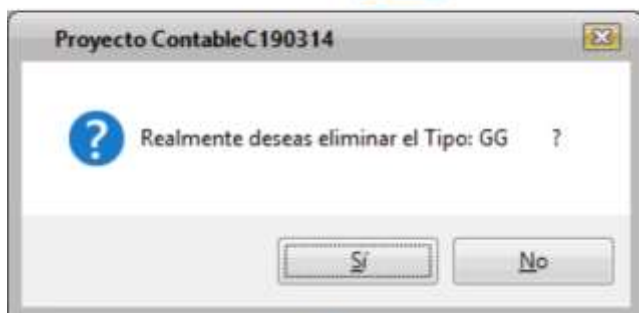 Proyecto ContableC190314
Realmente deseas eliminar el Tipo: GG ?
Sí
No